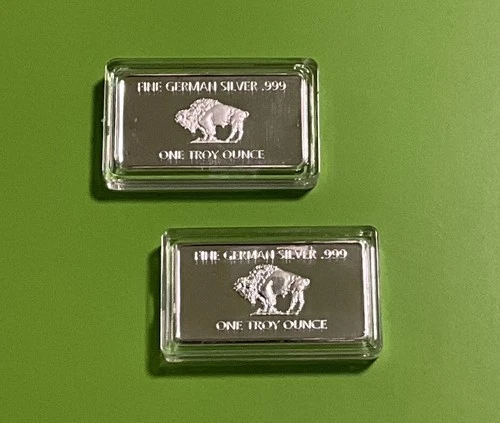 FINE GERMAN SILVER .999
ONE TROY OUNCE
FINE GERMAN SILVER .999
ONE TROY OUNCE